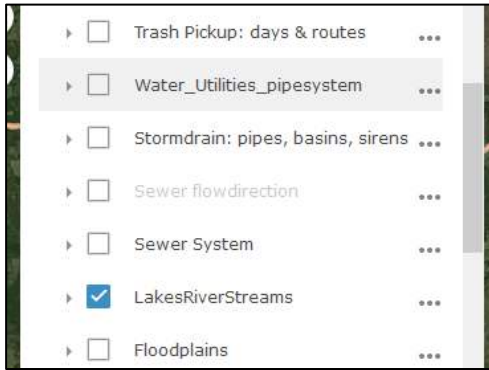 Trash Pickup: days & routes
Water_Utilities_pipesystem
Stormdrain: pipes, basins, sirens
Sewer flowdirection
Sewer System
LakesRiverStreams
Floodplains